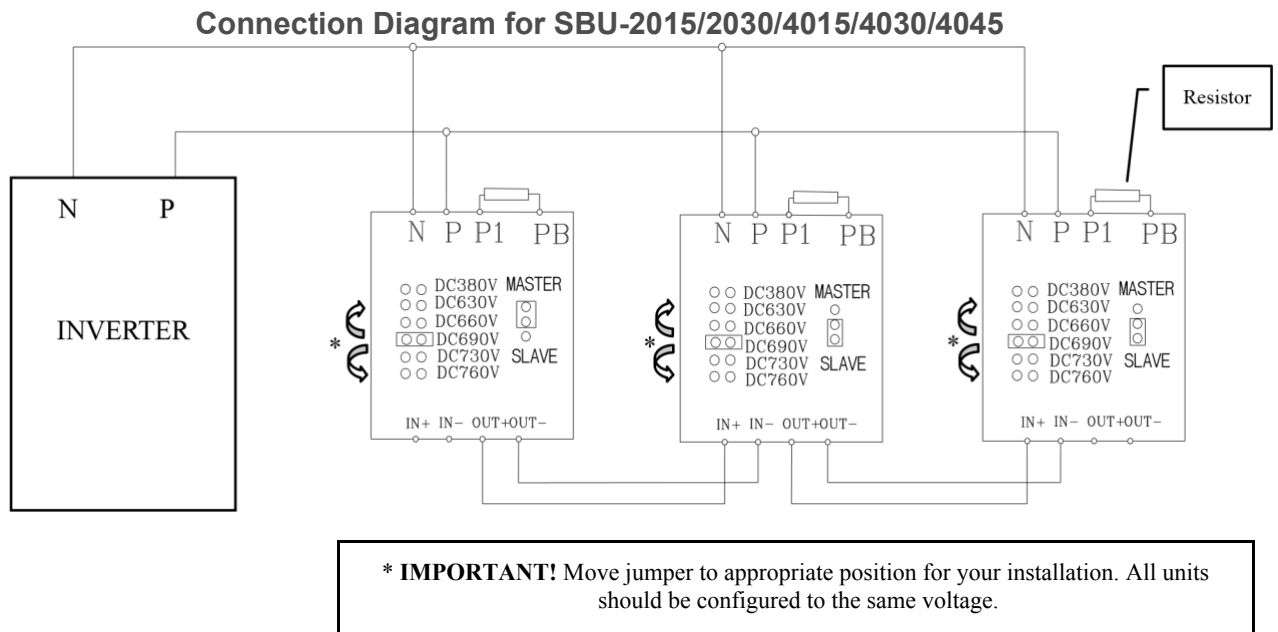 Connection Diagram for SBU-2015/2030/4015/4030/4045
Resistor
N P
INVERTER
N P P1 PB
DC380V MASTER
DC630V
DC660V
DC690V
DC730V SLAVE
DC760V
*
IN+ IN- OUT+OUT-
N P P1 PB
DC380V MASTER
DC630V
DC660V
DC690V
DC730V SLAVE
DC760V
*
IN+ IN- OUT+OUT-
N P P1 PB
DC380V MASTER
DC630V
DC660V
DC690V
DC730V SLAVE
DC760V
*
IN+ IN- OUT+OUT-
* IMPORTANT! Move jumper to appropriate position for your installation. All units
should be configured to the same voltage.